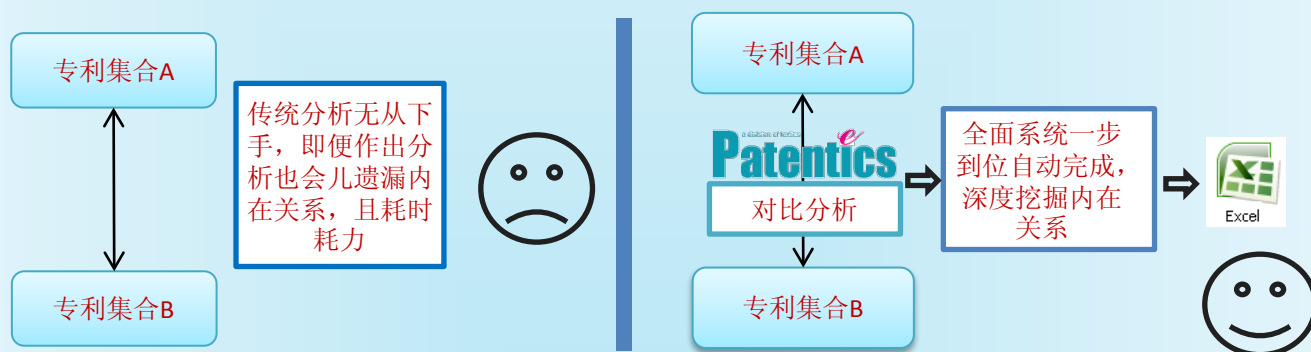 专利集合A
传统分析无从下
手，即便作出分
析也会儿遗漏内
在关系，且耗时
耗力
专利集合B
专利集合A
Patentics
对比分析
专利集合B
全面系统一步
到位自动完成，
深度挖掘内在
关系
Excel